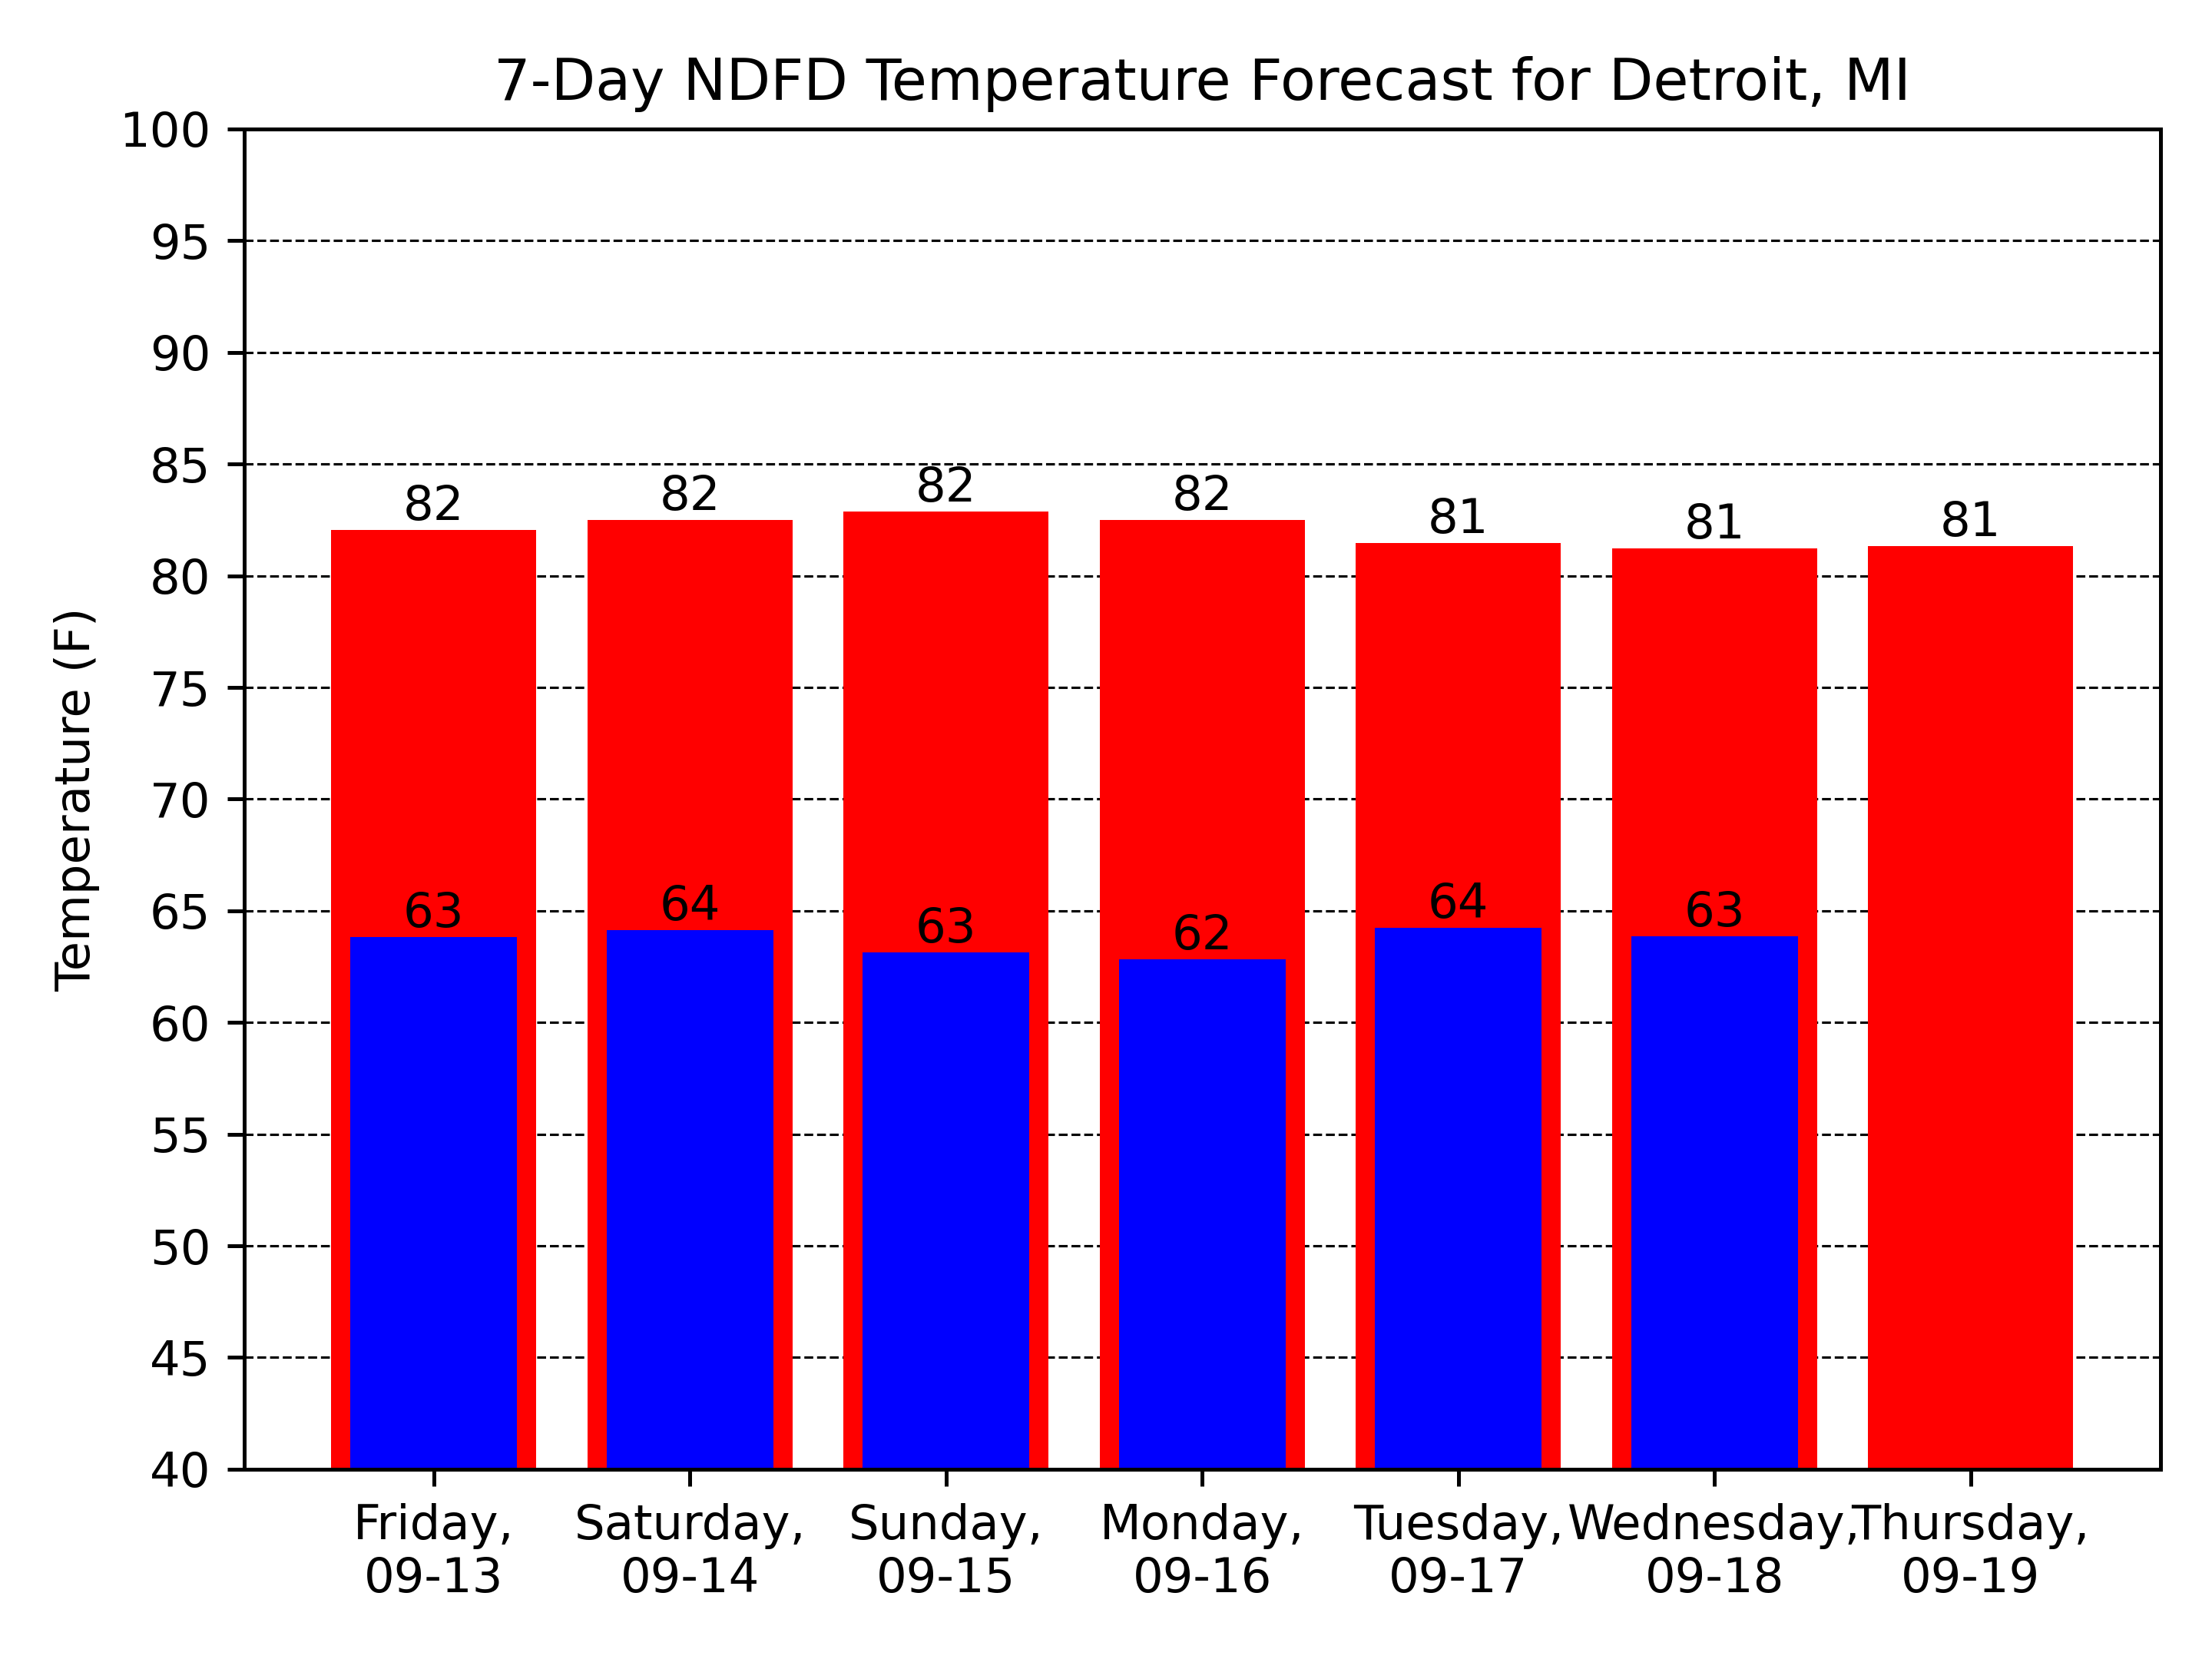 7-Day NDFD Temperature Forecast for Detroit, MI
100
95
90
85
80
75
70
65
60
55
50
45
40
Temperature (F)
82 82 82 82 81 81 81
63 64 63 62 64 63
Friday, Saturday, Sunday, Monday, Tuesday, Wednesday, Thursday,
09-13 09-14 09-15 09-16 09-17 09-18 09-19